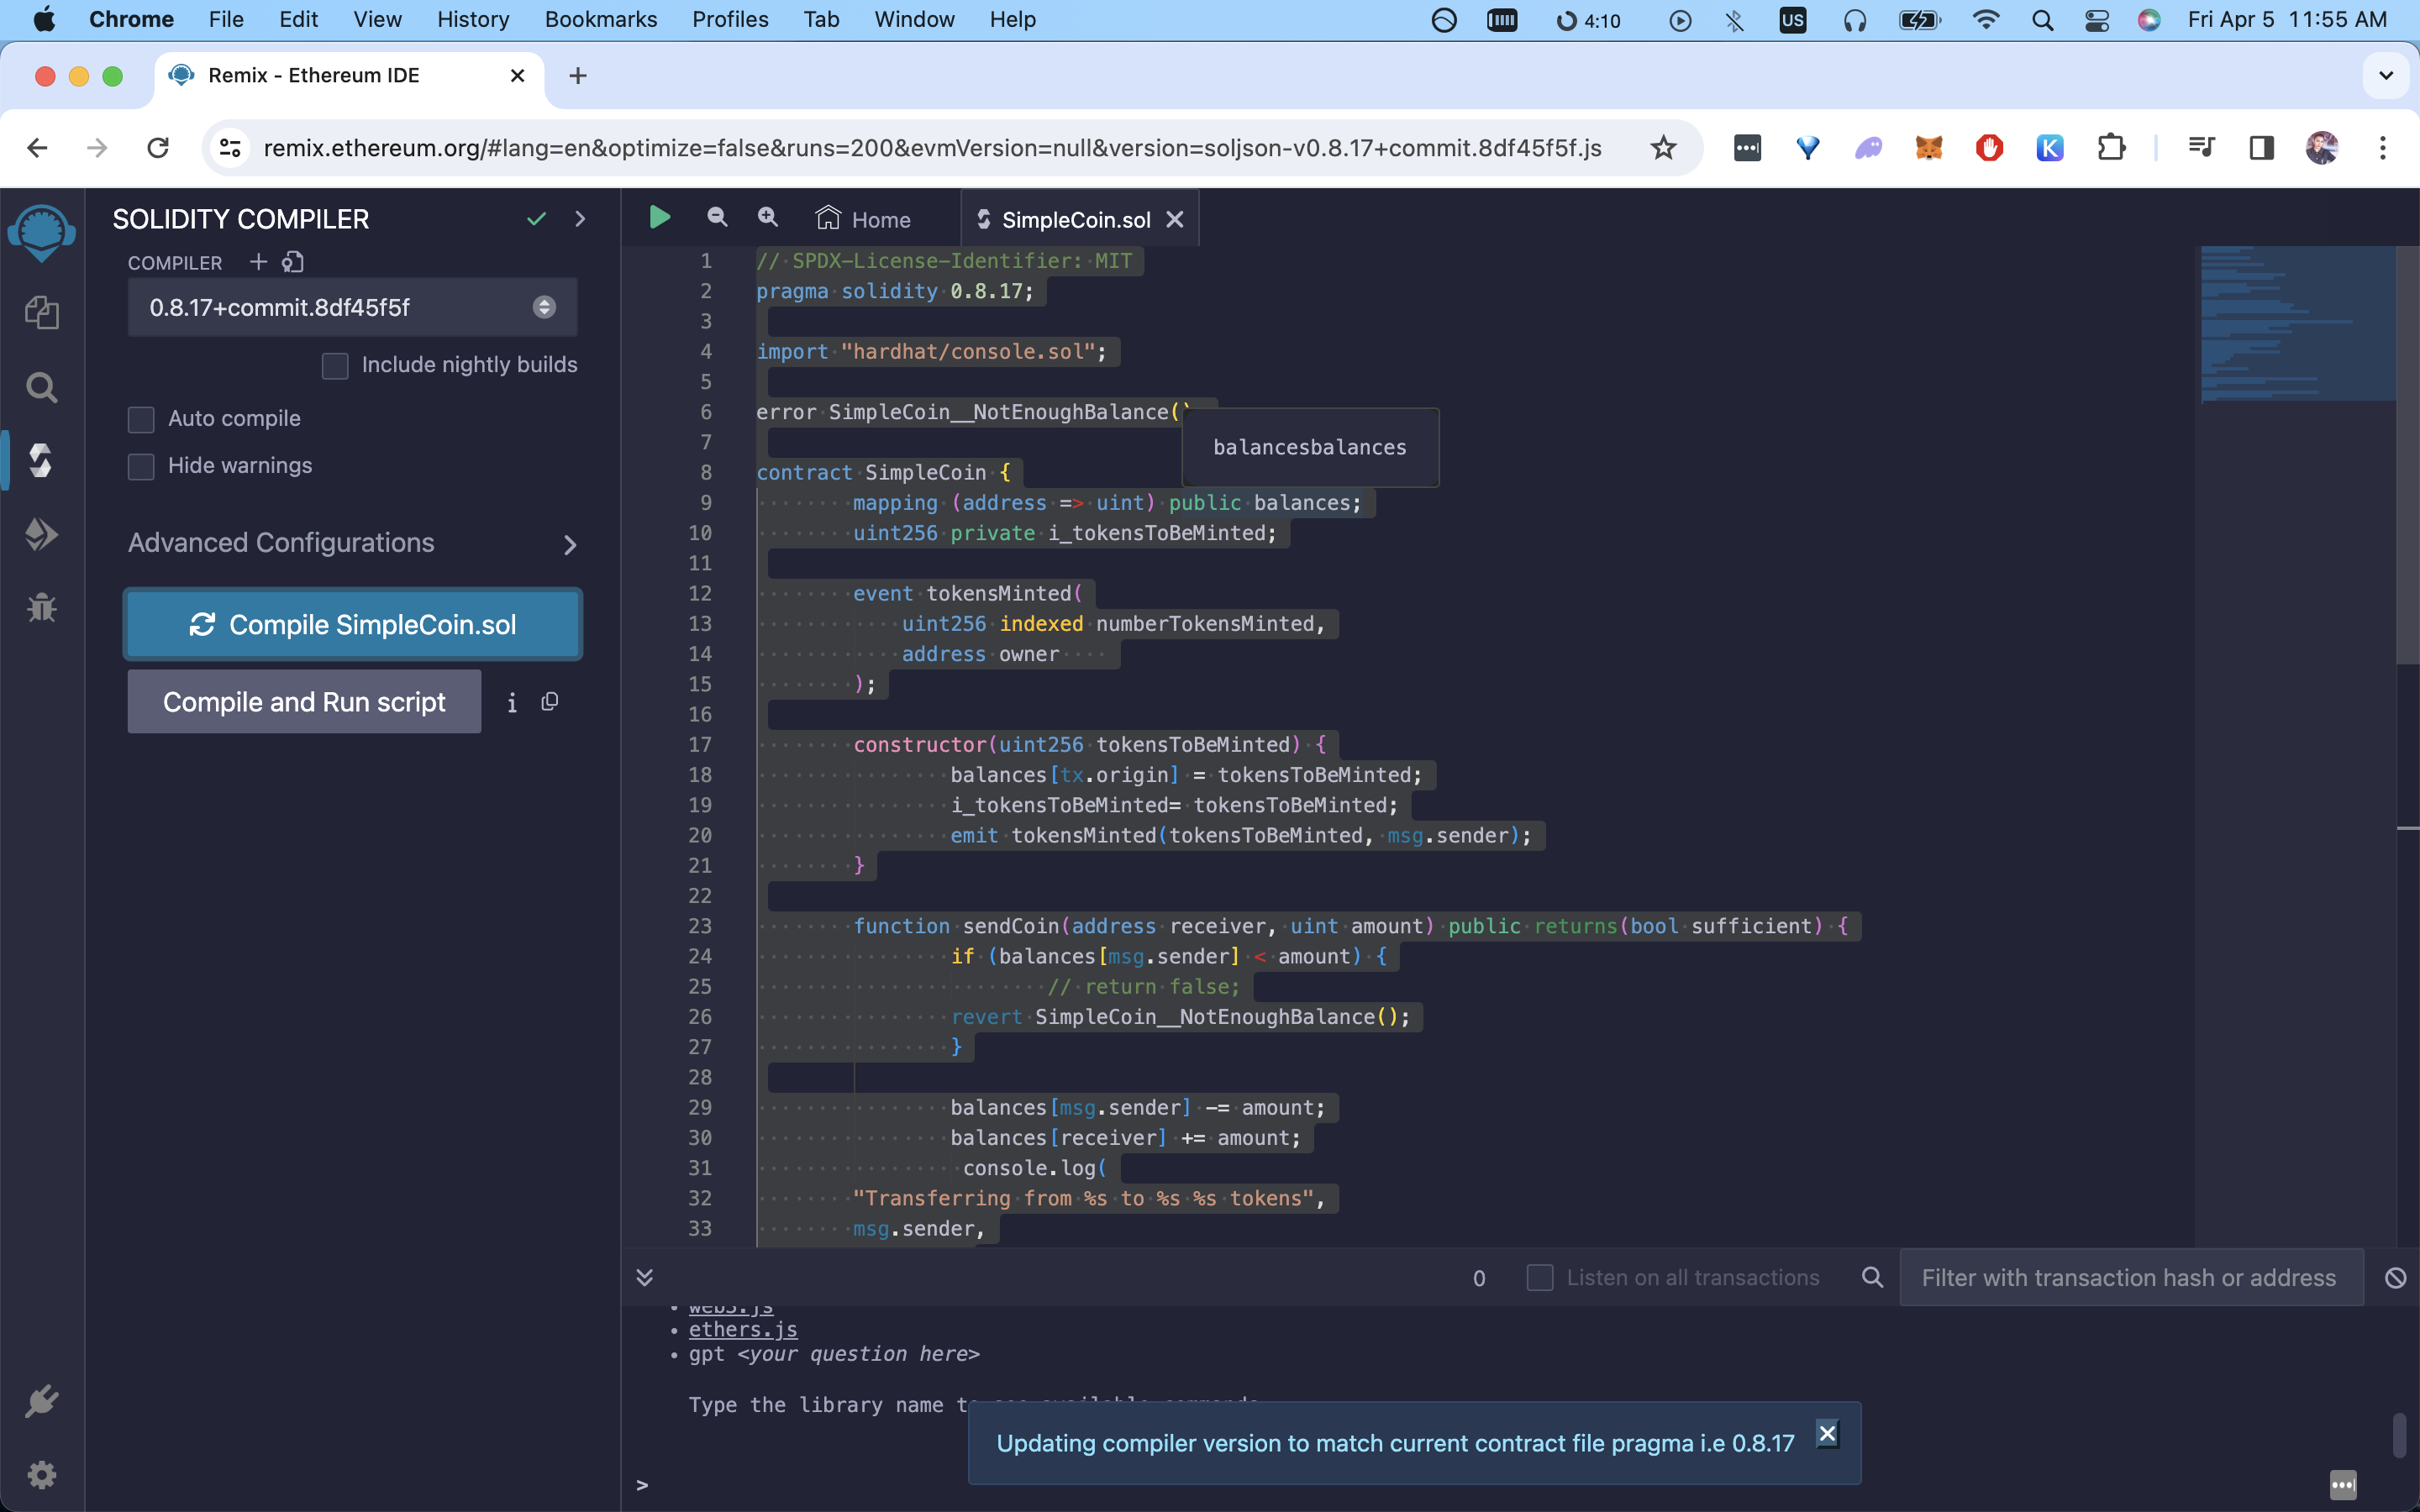 Chrome File Edit View History Bookmarks Profiles Tab Window Help 4:10 US Fri Apr 5 11:55 AM
Remix - Ethereum IDE
remix.ethereum.org/#lang=en&optimize=false&runs=200&evmVersion=null&version=soljson-v0.8.17+commit.8df45f5f.js
K
SOLIDITY COMPILER
COMPILER
0.8.17+commit.8df45f5f
Include nightly builds
Auto compile
Hide warnings
Advanced Configurations
Compile SimpleCoin.sol
Compile and Run script
i
Home SimpleCoin.sol
1 // SPDX-License-Identifier: MIT
2 pragma solidity 0.8.17;
3
4 import "hardhat/console.sol";
5
6 error SimpleCoin__NotEnoughBalance(
balancesbalances
7
8 contract SimpleCoin {
9 mapping (address => uint) public balances;
10 uint256 private i_tokensToBeMinted;
11
12 event tokensMinted(
13 uint256 indexed numberTokensMinted,
14 address owner
15 );
16
17 constructor(uint256 tokensToBeMinted) {
18 balances[tx.origin] = tokensToBeMinted;
19 i_tokensToBeMinted= tokensToBeMinted;
20 emit tokensMinted(tokensToBeMinted, msg.sender);
21 }
22
23 function sendCoin(address receiver, uint amount) public returns(bool sufficient) {
24 if (balances[msg.sender] < amount) {
25 // return false;
26 revert SimpleCoin__NotEnoughBalance();
27 }
28
29 balances[msg.sender] -= amount;
30 balances[receiver] += amount;
31 console.log(
32 "Transferring from %s to %s %s tokens",
33 msg.sender,
0 Listen on all transactions Filter with transaction hash or address
web3.js
ethers.js
gpt <your question here>
Type the library name to see available commands
Updating compiler version to match current contract file pragma i.e 0.8.17
>